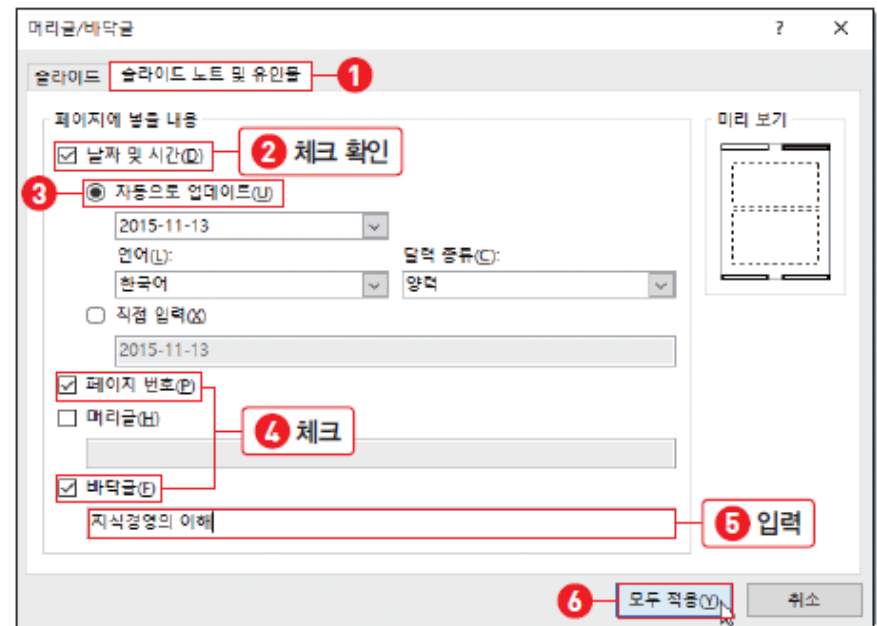 머리글/바닥글 ? ×
슬라이드 슬라이드 노트 및 유인물 1
페이지에 넣을 내용 미리 보기
날짜 및 시간(D) 2 체크 확인
3 자동으로 업데이트(U)
2015-11-13
언어(L): 달력 종류(C):
한국어 양력
직접 입력(X)
2015-11-13
페이지 번호(P)
머리글(H)
4 체크
바닥글(F)
지식경영의 이해 5 입력
6 모두 적용(Y) 취소